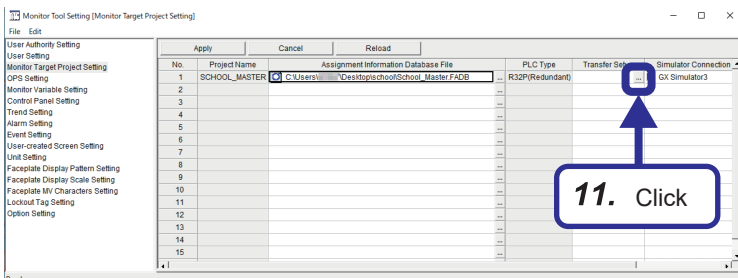 Monitor Tool Setting [Monitor Target Project Setting]
File Edit
User Authority Setting
User Setting
Monitor Target Project Setting
OPS Setting
Monitor Variable Setting
Control Panel Setting
Trend Setting
Alarm Setting
Event Setting
User-created Screen Setting
Unit Setting
Faceplate Display Pattern Setting
Faceplate Display Scale Setting
Faceplate MV Characters Setting
Lockout Tag Setting
Option Setting
Apply Cancel Reload
No. Project Name Assignment Information Database File PLC Type Transfer Simulator Connection
1 SCHOOL_MASTER C:\Users\ \Desktop\school\School_Master.FADB ... R32P(Redundant) ... GX Simulator3
2 ...
3 ...
4 ...
5 ...
6 ...
7 ...
8 ...
9 ...
10 ...
11 ...
12 ...
13 ...
14 ...
15 ...
11. Click